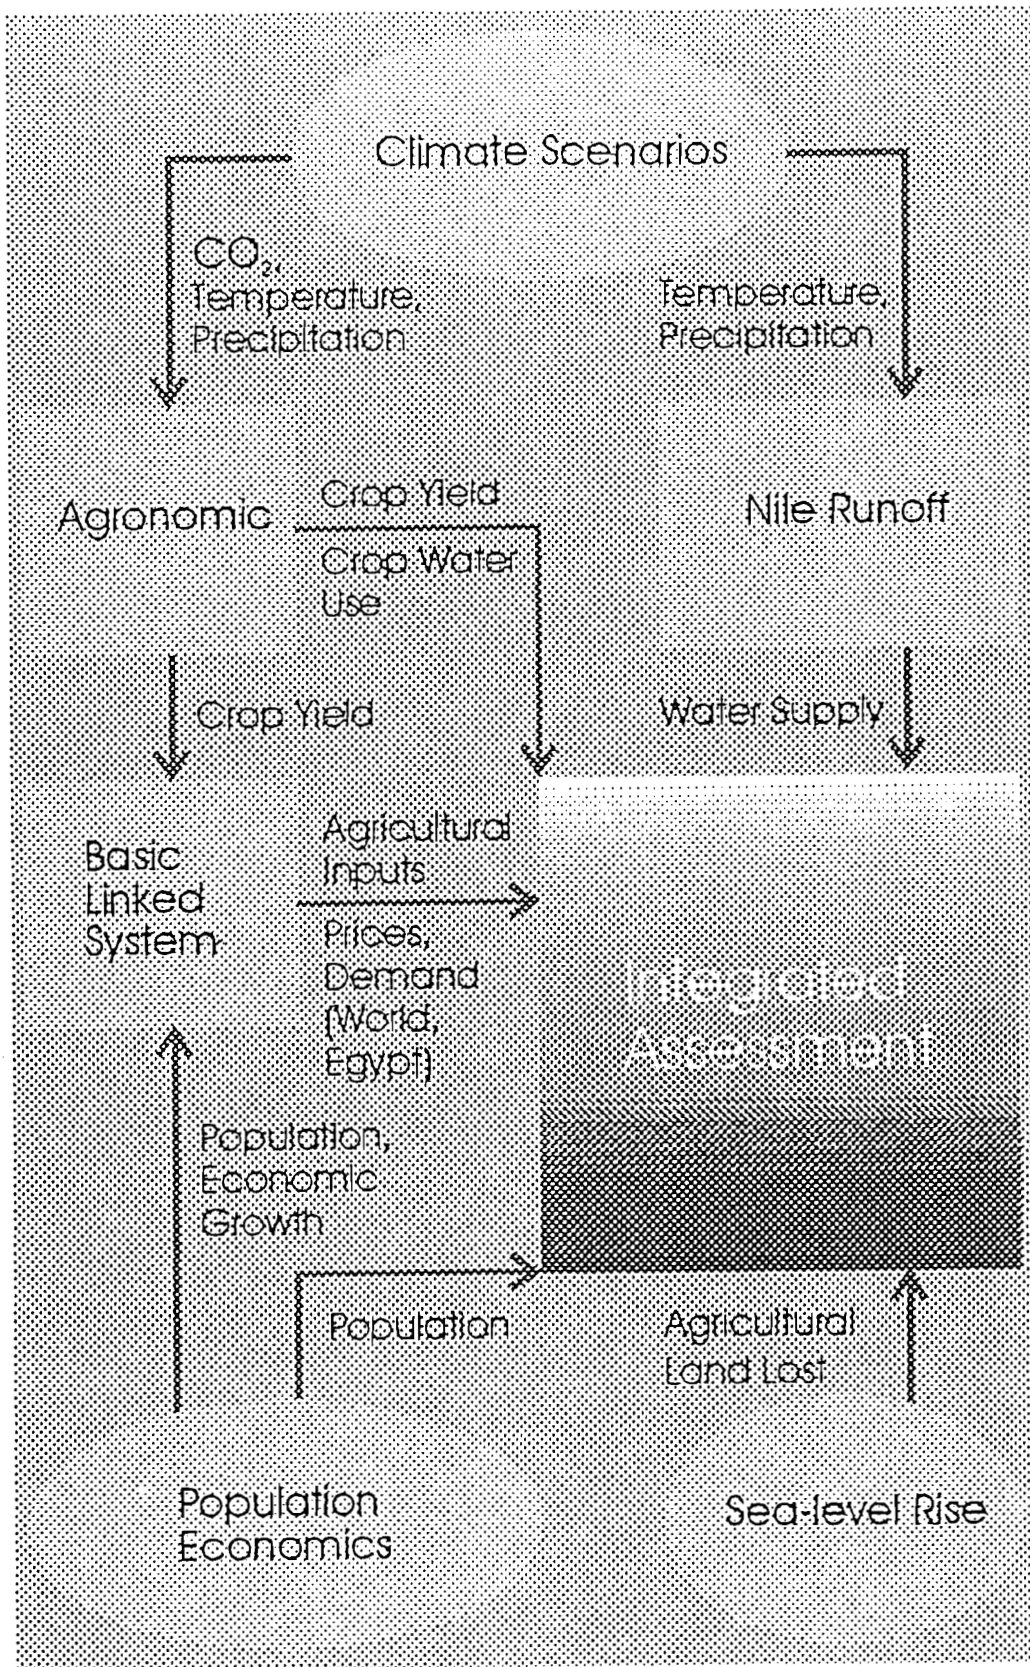 Climate Scenarios
CO₂,
Temperature,
Precipitation
Temperature,
Precipitation
Agronomic
Crop Yield
Crop Water
Use
Nile Runoff
Crop Yield
Water Supply
Basic
Linked
System
Agricultural
Inputs
Prices,
Demand
(World,
Egypt)
Integrated
Assessment
Population,
Economic
Growth
Population
Agricultural
Land Lost
Population
Economics
Sea-level Rise